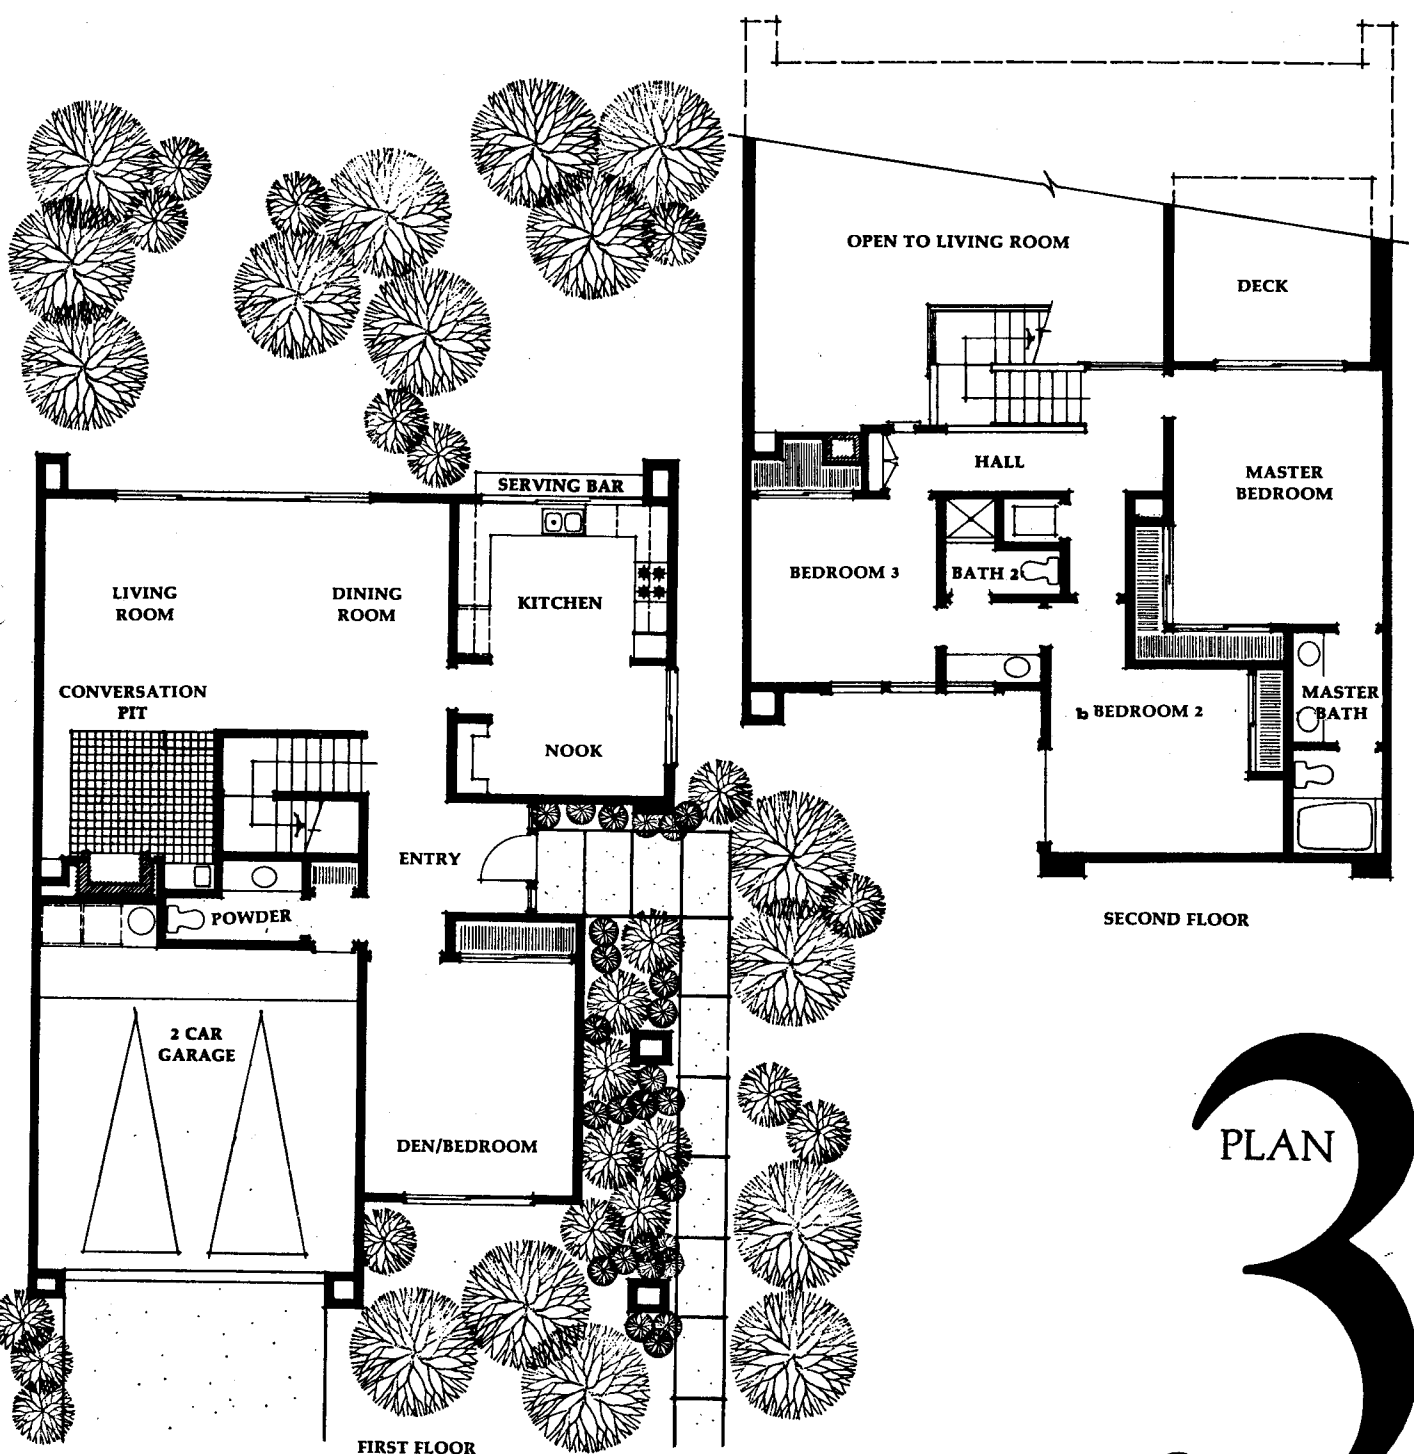 OPEN TO LIVING ROOM
DECK
HALL
MASTER
BEDROOM
BEDROOM 3
BATH 2
MASTER
BATH
BEDROOM 2
SECOND FLOOR
SERVING BAR
LIVING
ROOM
DINING
ROOM
KITCHEN
CONVERSATION
PIT
NOOK
ENTRY
POWDER
2 CAR
GARAGE
DEN/BEDROOM
FIRST FLOOR
PLAN
3